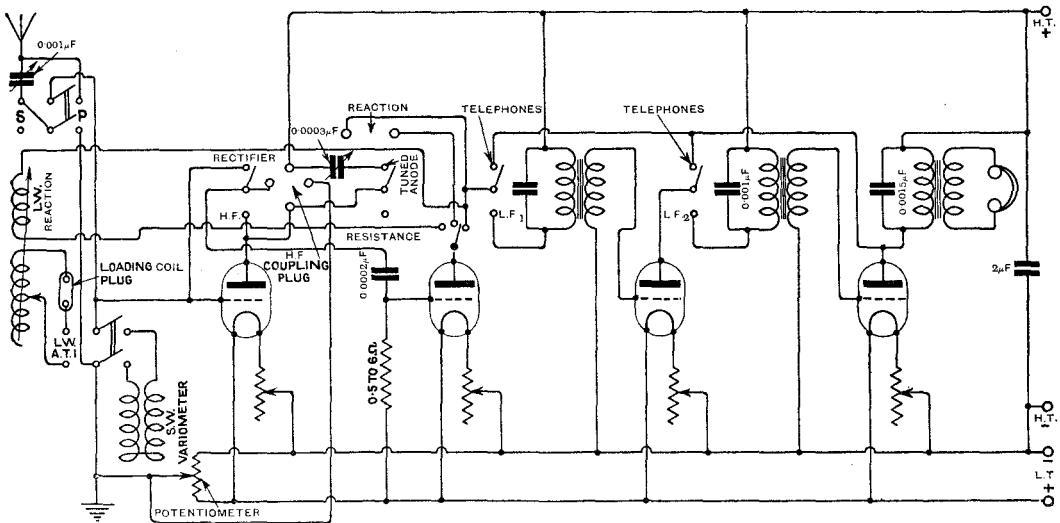 H.T.
+
0·001µF
S
P
REACTION
TELEPHONES
TELEPHONES
0·0003µF
RECTIFIER
TUNED
ANODE
L.W.
REACTION
0·001µF
0·0015µF
H.F.
L.F.1
L.F.2
RESISTANCE
H.F
COUPLING
PLUG
LOADING COIL
PLUG
0·0002µF
2µF
L.W.
A.T.I
0·5 TO 6Ω
S.W.
VARIOMETER
H.T.
−
−
L.T
+
POTENTIOMETER